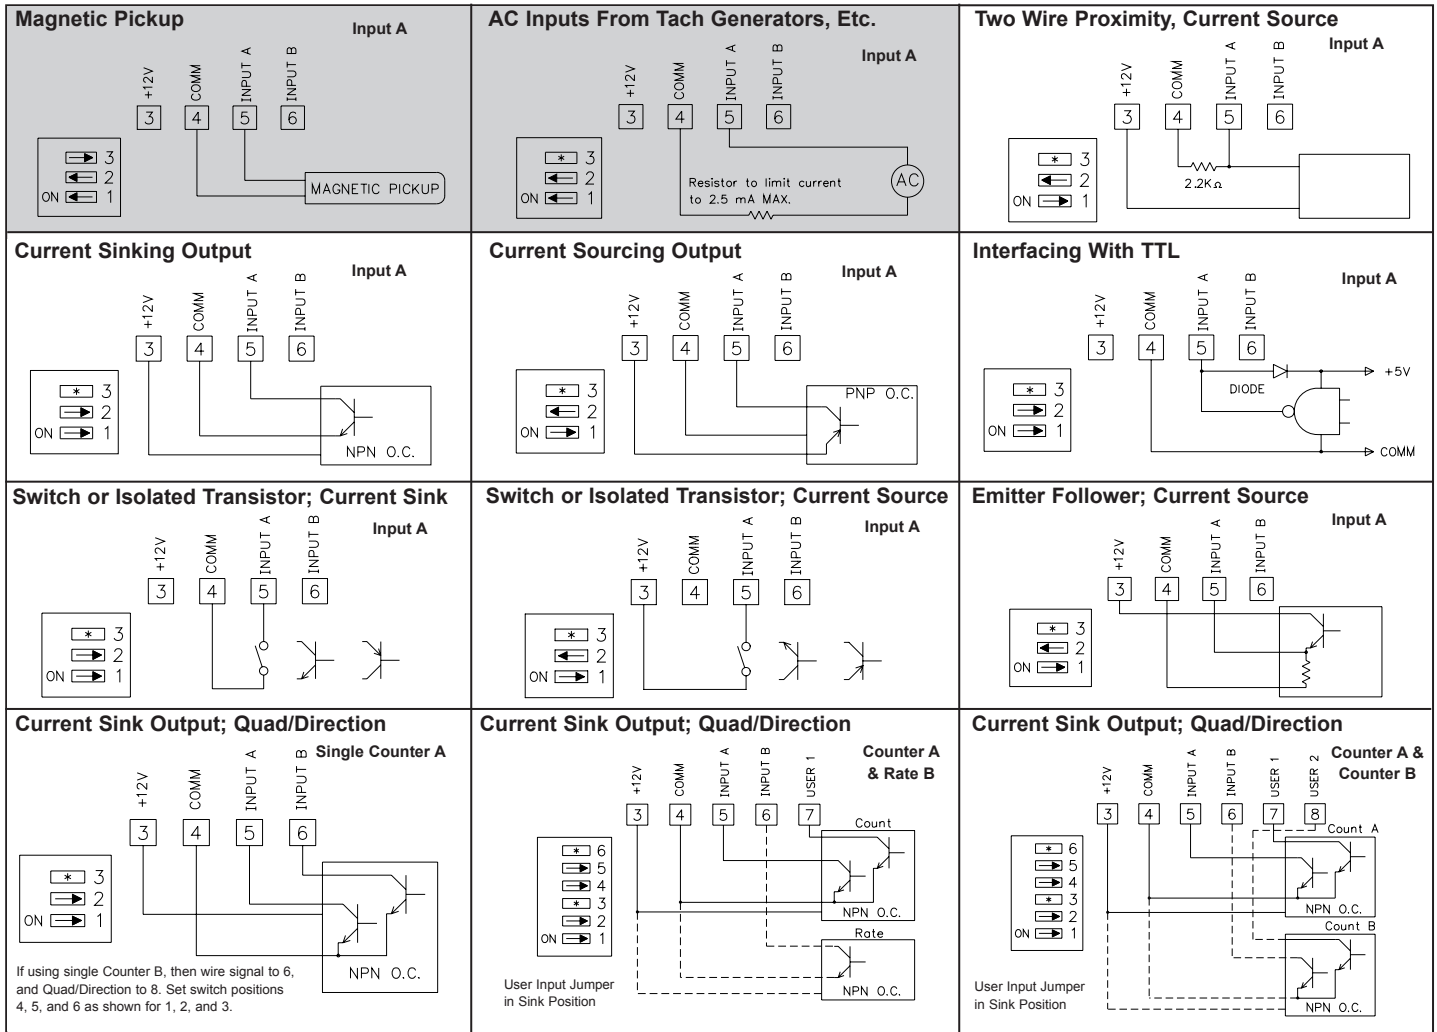 Magnetic Pickup
Input A
+12V
COMM
INPUT A
INPUT B
3
4
5
6
3
2
ON 1
MAGNETIC PICKUP
AC Inputs From Tach Generators, Etc.
Input A
+12V
COMM
INPUT A
INPUT B
3
4
5
6
* 3
2
ON 1
Resistor to limit current
to 2.5 mA MAX.
AC
Two Wire Proximity, Current Source
Input A
+12V
COMM
INPUT A
INPUT B
3
4
5
6
* 3
2
ON 1
2.2KΩ
Current Sinking Output
Input A
+12V
COMM
INPUT A
INPUT B
3
4
5
6
* 3
2
ON 1
NPN O.C.
Current Sourcing Output
Input A
+12V
COMM
INPUT A
INPUT B
3
4
5
6
* 3
2
ON 1
PNP O.C.
Interfacing With TTL
Input A
+12V
COMM
INPUT A
INPUT B
3
4
5
6
* 3
2
ON 1
DIODE
+5V
COMM
Switch or Isolated Transistor; Current Sink
Input A
+12V
COMM
INPUT A
INPUT B
3
4
5
6
* 3
2
ON 1
Switch or Isolated Transistor; Current Source
Input A
+12V
COMM
INPUT A
INPUT B
3
4
5
6
* 3
2
ON 1
Emitter Follower; Current Source
Input A
+12V
COMM
INPUT A
INPUT B
3
4
5
6
* 3
2
ON 1
Current Sink Output; Quad/Direction
Single Counter A
+12V
COMM
INPUT A
INPUT B
3
4
5
6
* 3
2
ON 1
NPN O.C.
If using single Counter B, then wire signal to 6,
and Quad/Direction to 8. Set switch positions
4, 5, and 6 as shown for 1, 2, and 3.
Current Sink Output; Quad/Direction
Counter A
& Rate B
+12V
COMM
INPUT A
INPUT B
USER 1
3
4
5
6
7
Count
* 6
5
4
* 3
2
ON 1
NPN O.C.
Rate
NPN O.C.
User Input Jumper
in Sink Position
Current Sink Output; Quad/Direction
Counter A &
Counter B
+12V
COMM
INPUT A
INPUT B
USER 1
USER 2
3
4
5
6
7
8
Count A
* 6
5
4
* 3
2
ON 1
NPN O.C.
Count B
NPN O.C.
User Input Jumper
in Sink Position